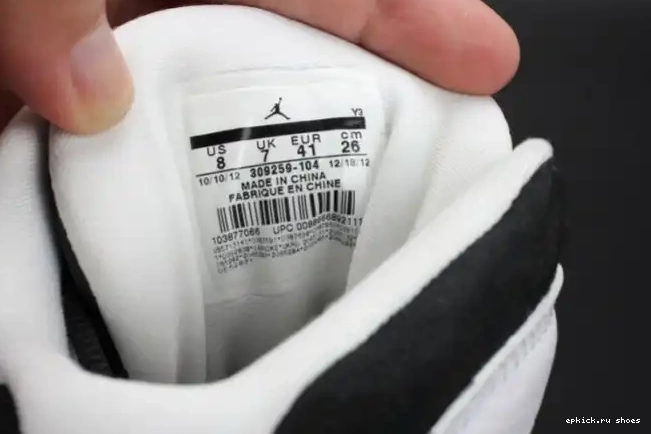 Y3
US UK EUR cm
8 7 41 26
10/10/12 309259-104 12/18/12
MADE IN CHINA
FABRIQUE EN CHINE
103877066 UPC
epkick.ru shoes